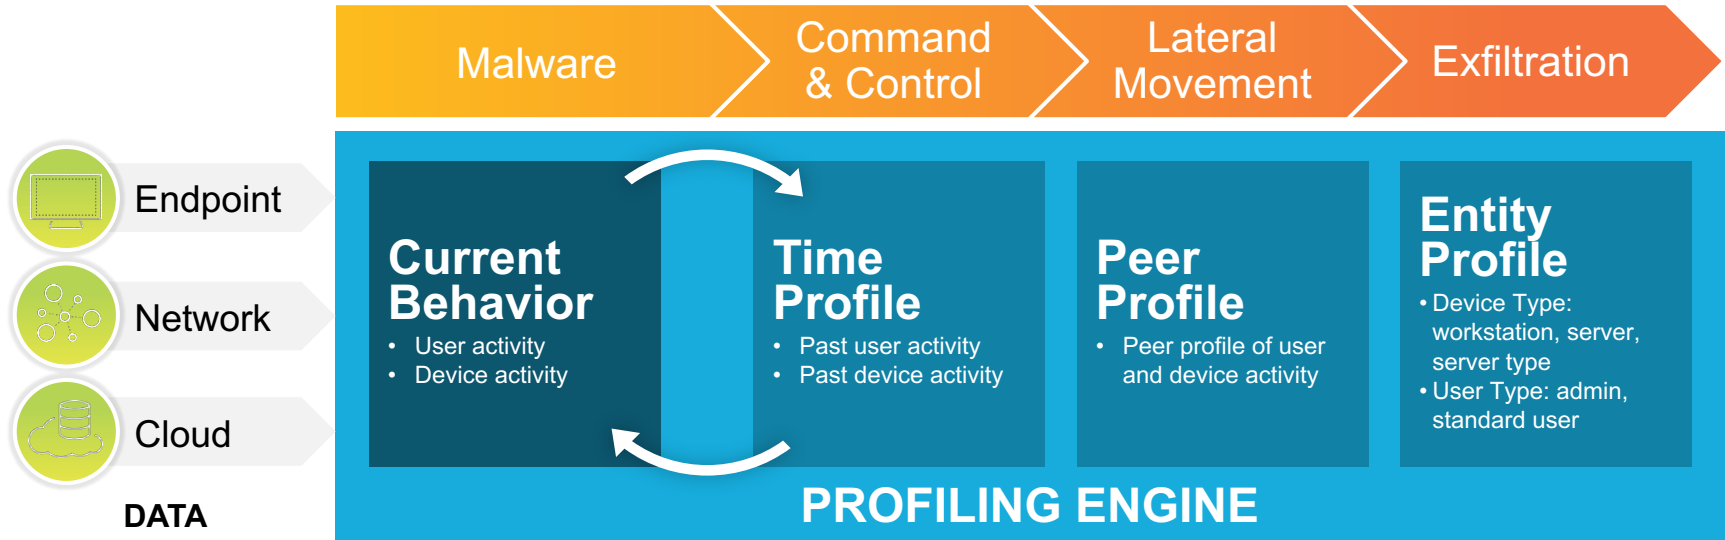 Malware
Command
& Control
Lateral
Movement
Exfiltration
Endpoint
Network
Cloud
DATA
Current
Behavior
• User activity
• Device activity
Time
Profile
• Past user activity
• Past device activity
Peer
Profile
• Peer profile of user
and device activity
Entity
Profile
• Device Type:
workstation, server,
server type
• User Type: admin,
standard user
PROFILING ENGINE